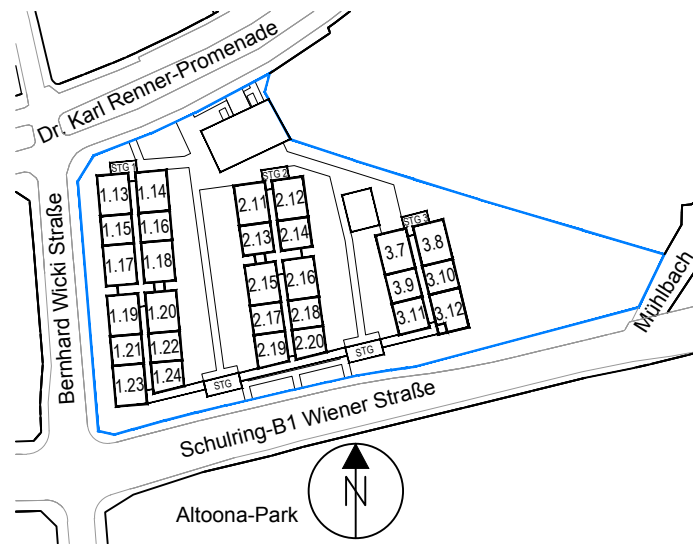 Dr. Karl Renner-Promenade
Bernhard Wicki Straße
STG 1
1.13 1.14
1.15 1.16
1.17 1.18
1.19 1.20
1.21 1.22
1.23 1.24
STG 2
2.11 2.12
2.13 2.14
2.15 2.16
2.17 2.18
2.19 2.20
STG 3
3.7 3.8
3.9 3.10
3.11 3.12
STG
STG
Mühlbach
Schulring-B1 Wiener Straße
Altoona-Park
N